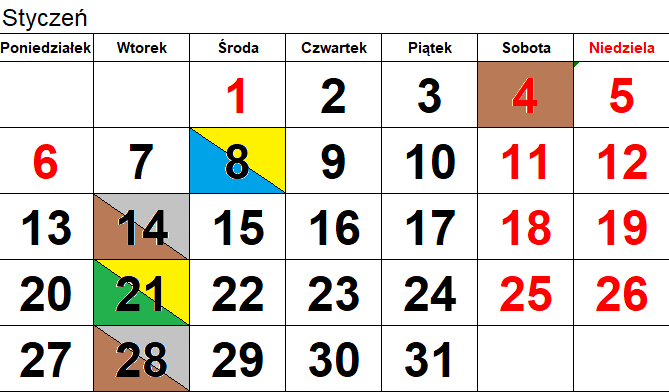 Styczeń
Poniedziałek Wtorek Środa Czwartek Piątek Sobota Niedziela
1 2 3 4 5
6 7 8 9 10 11 12
13 14 15 16 17 18 19
20 21 22 23 24 25 26
27 28 29 30 31